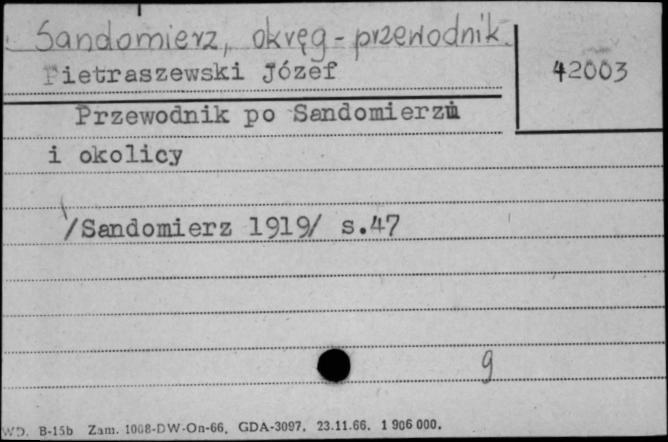 Sandomierz, okręg - przewodnik.
Pietraszewski Józef
42003
Przewodnik po Sandomierzu
i okolicy
/Sandomierz 1919/ s.47
g
WD. B-15b Zam. 1008-DW-On-66. GDA-3097. 23.11.66. 1 906 000.